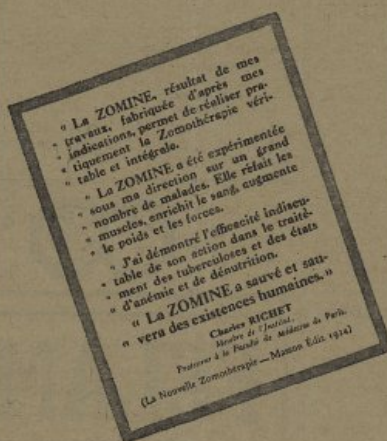 « La ZOMINE, résultat de mes
« travaux, fabriquée d'après mes
« indications, permet de réaliser pra-
« tiquement la Zomothérapie véri-
« table et intégrale.
« La ZOMINE a été expérimentée
« sous ma direction sur un grand
« nombre de malades. Elle refait les
« muscles, enrichit le sang, augmente
« le poids et les forces.
« J'ai démontré l'efficacité indiscu-
« table de son action dans le traite-
« ment des tuberculoses et des états
« d'anémie et de dénutrition.
« La ZOMINE a sauvé et sau-
« vera des existences humaines. »
Charles RICHET
Membre de l'Institut.
Professeur à la Faculté de Médecine de Paris.
(La Nouvelle Zomothérapie — Masson Edit. 1924)